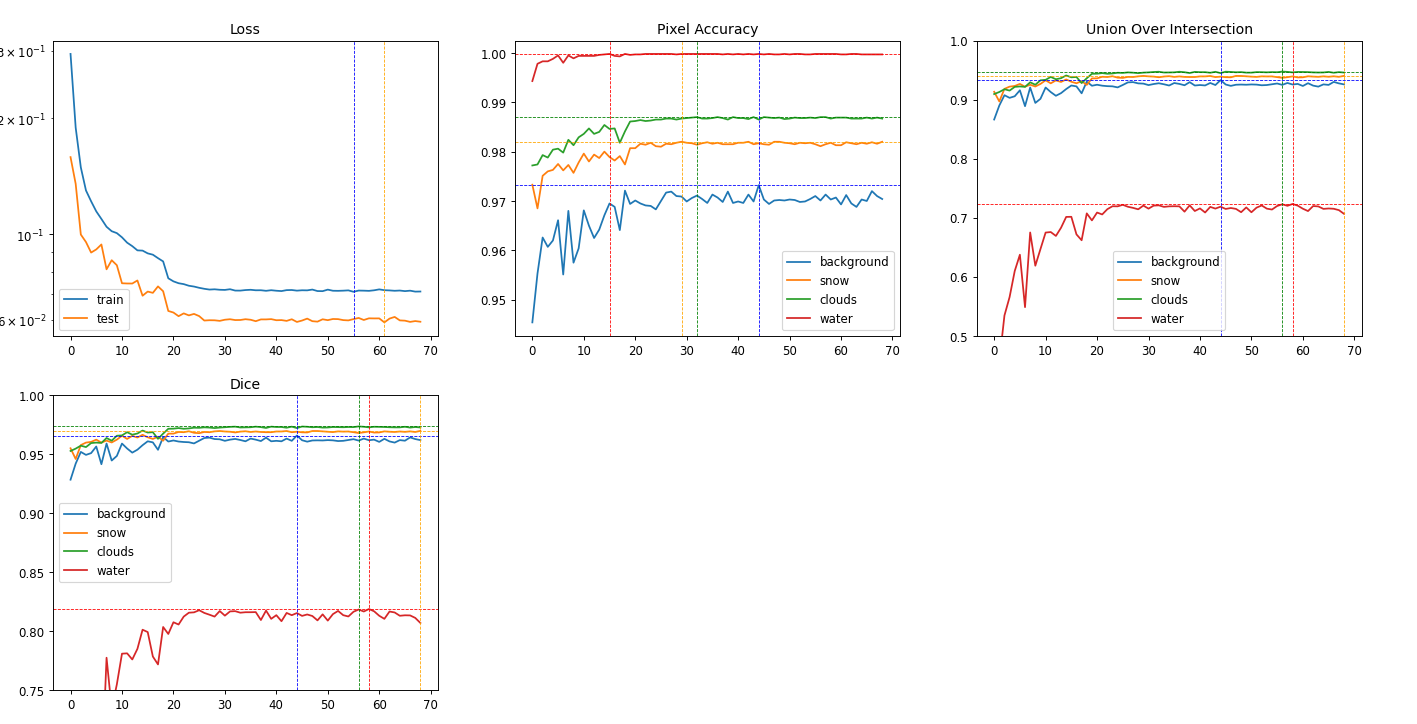 Loss
3 × 10⁻¹
2 × 10⁻¹
10⁻¹
6 × 10⁻²
train
test
0 10 20 30 40 50 60 70
Pixel Accuracy
1.00
0.99
0.98
0.97
0.96
0.95
background
snow
clouds
water
0 10 20 30 40 50 60 70
Union Over Intersection
1.0
0.9
0.8
0.7
0.6
0.5
background
snow
clouds
water
0 10 20 30 40 50 60 70
Dice
1.00
0.95
0.90
0.85
0.80
0.75
background
snow
clouds
water
0 10 20 30 40 50 60 70